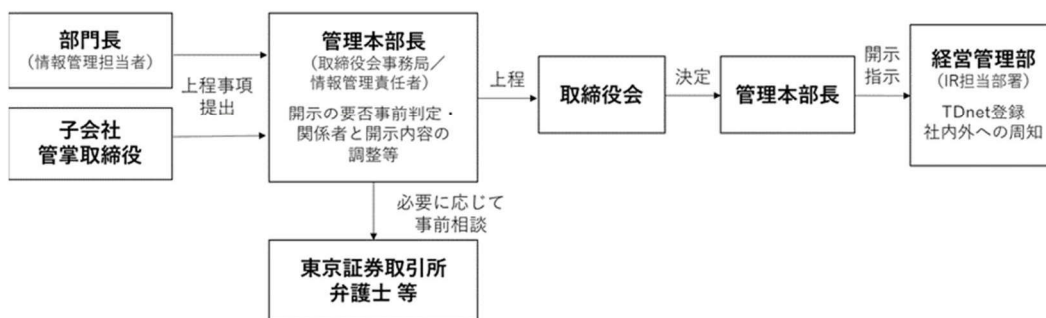 部門長
（情報管理担当者）
子会社
管掌取締役
上程事項
提出
管理本部長
（取締役会事務局／
情報管理責任者）
開示の要否事前判定・
関係者と開示内容の
調整等
必要に応じて
事前相談
東京証券取引所
弁護士 等
上程
取締役会
決定
管理本部長
開示
指示
経営管理部
（IR担当部署）
TDnet登録
社内外への周知